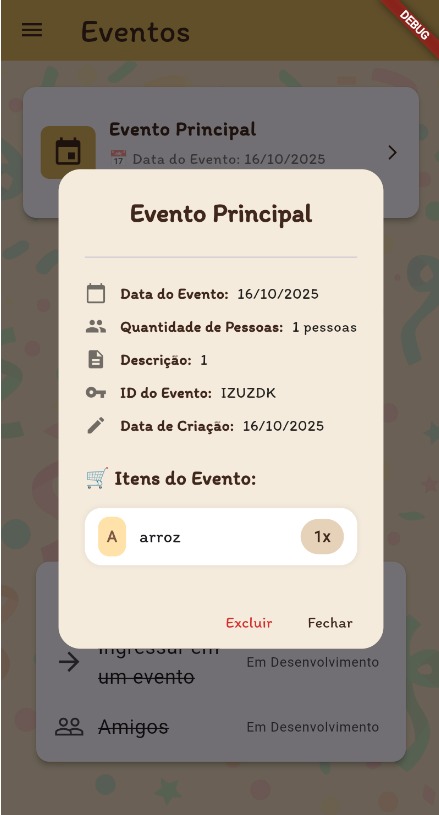 Eventos
DEBUG
Evento Principal
Data do Evento: 16/10/2025
Evento Principal
Data do Evento: 16/10/2025
Quantidade de Pessoas: 1 pessoas
Descrição: 1
ID do Evento: IZUZDK
Data de Criação: 16/10/2025
Itens do Evento:
A arroz 1x
Excluir Fechar
Ingressar em
um evento Em Desenvolvimento
Amigos Em Desenvolvimento